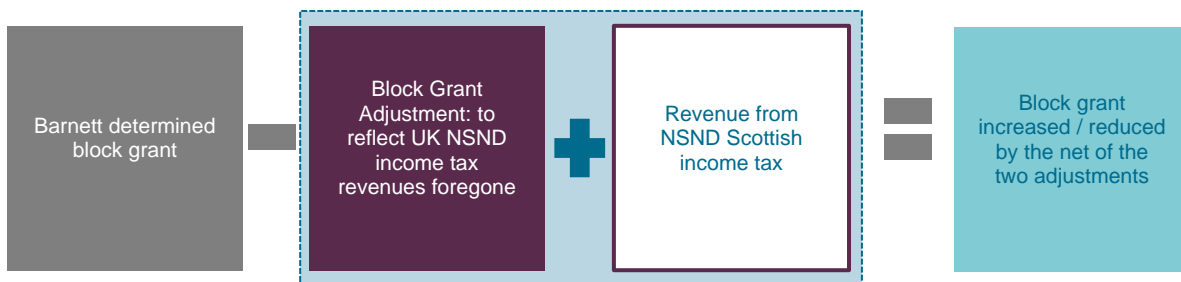 Barnett determined
block grant
Block Grant
Adjustment: to
reflect UK NSND
income tax
revenues foregone
Revenue from
NSND Scottish
income tax
Block grant
increased / reduced
by the net of the
two adjustments